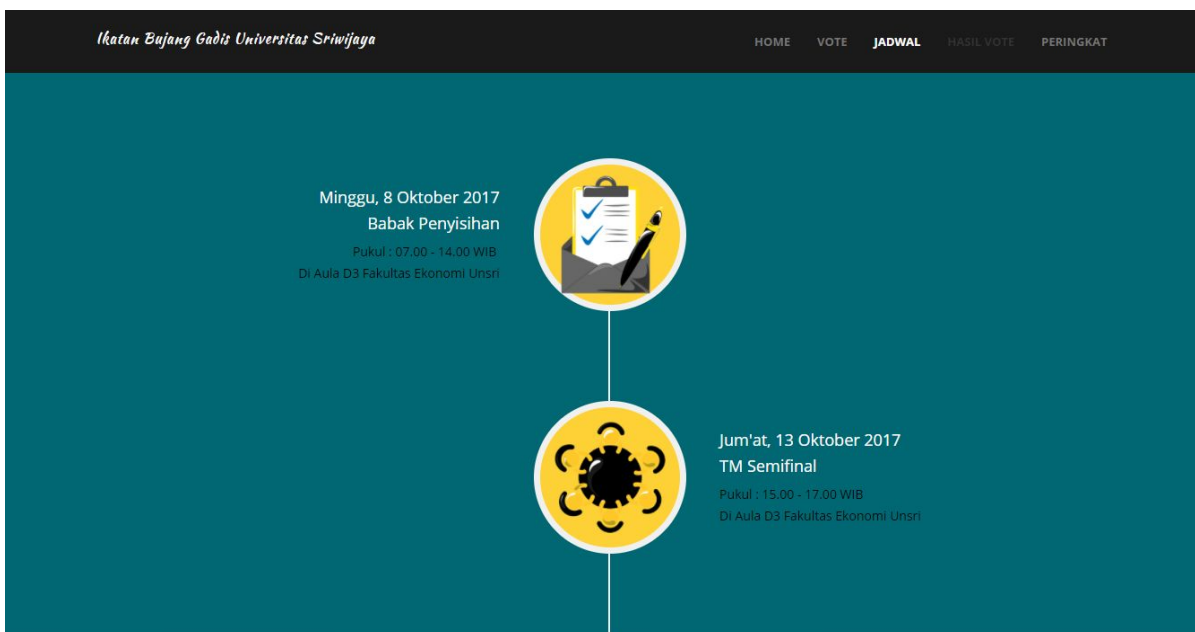 Ikatan Bujang Gadis Universitas Sriwijaya
HOME VOTE JADWAL HASIL VOTE PERINGKAT
Minggu, 8 Oktober 2017
Babak Penyisihan
Pukul : 07.00 - 14.00 WIB
Di Aula D3 Fakultas Ekonomi Unsri
Jum'at, 13 Oktober 2017
TM Semifinal
Pukul : 15.00 - 17.00 WIB
Di Aula D3 Fakultas Ekonomi Unsri